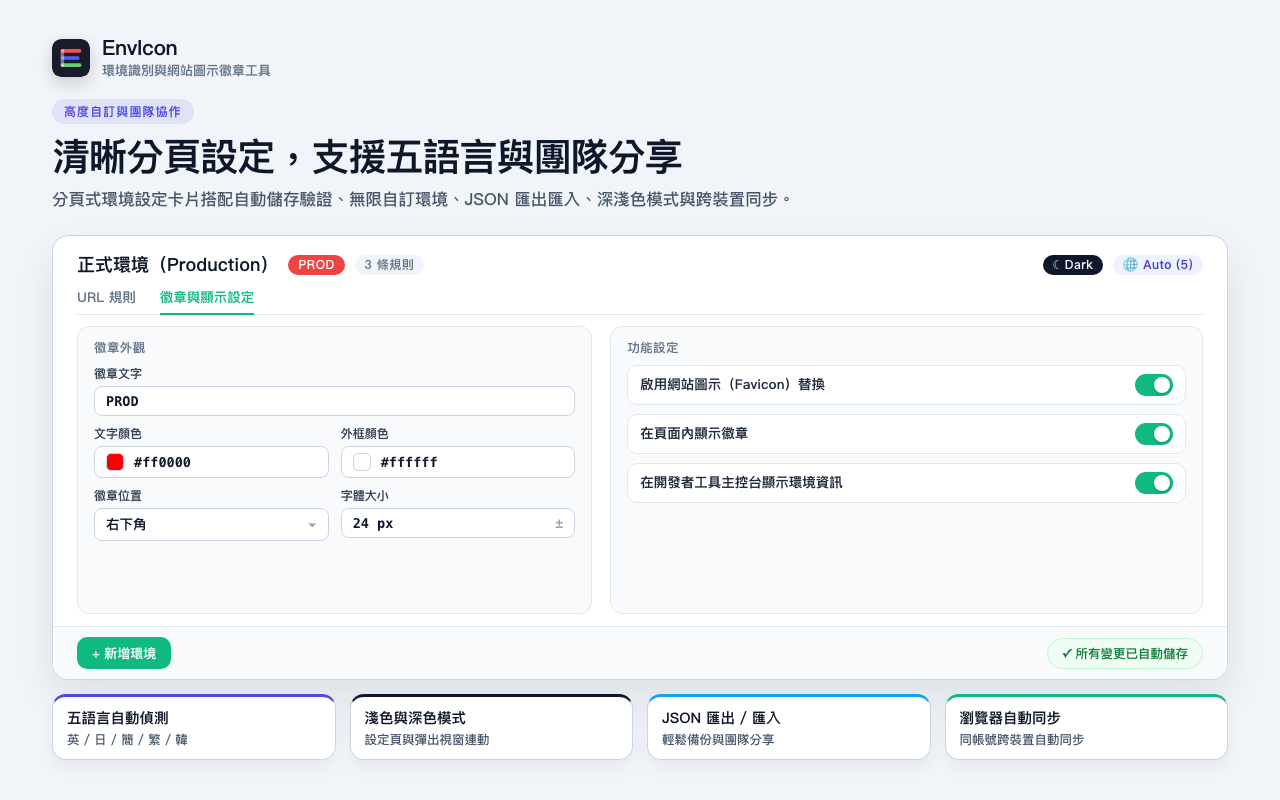 EnvIcon
環境識別與網站圖示徽章工具
高度自訂與團隊協作
清晰分頁設定，支援五語言與團隊分享
分頁式環境設定卡片搭配自動儲存驗證、無限自訂環境、JSON 匯出匯入、深淺色模式與跨裝置同步。
正式環境（Production） PROD 3 條規則 ☾ Dark 🌐 Auto (5)
URL 規則 徽章與顯示設定
徽章外觀
徽章文字
PROD
文字顏色 外框顏色
#ff0000 #ffffff
徽章位置 字體大小
右下角 24 px ±
功能設定
啟用網站圖示（Favicon）替換
在頁面內顯示徽章
在開發者工具主控台顯示環境資訊
+ 新增環境 ✓ 所有變更已自動儲存
五語言自動偵測
英 / 日 / 簡 / 繁 / 韓
淺色與深色模式
設定頁與彈出視窗連動
JSON 匯出 / 匯入
輕鬆備份與團隊分享
瀏覽器自動同步
同帳號跨裝置自動同步